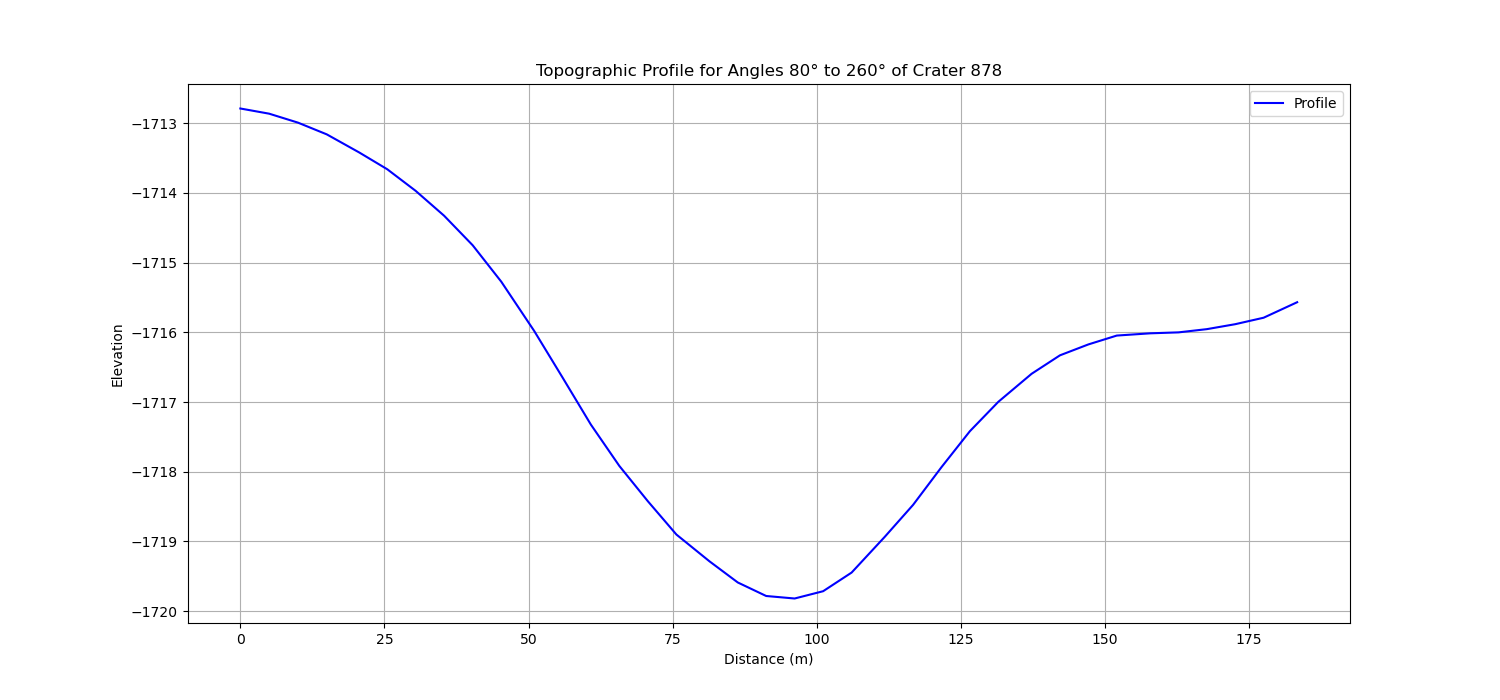 Topographic Profile for Angles 80° to 260° of Crater 878
Profile
−1713
−1714
−1715
−1716
−1717
−1718
−1719
−1720
Elevation
0 25 50 75 100 125 150 175
Distance (m)